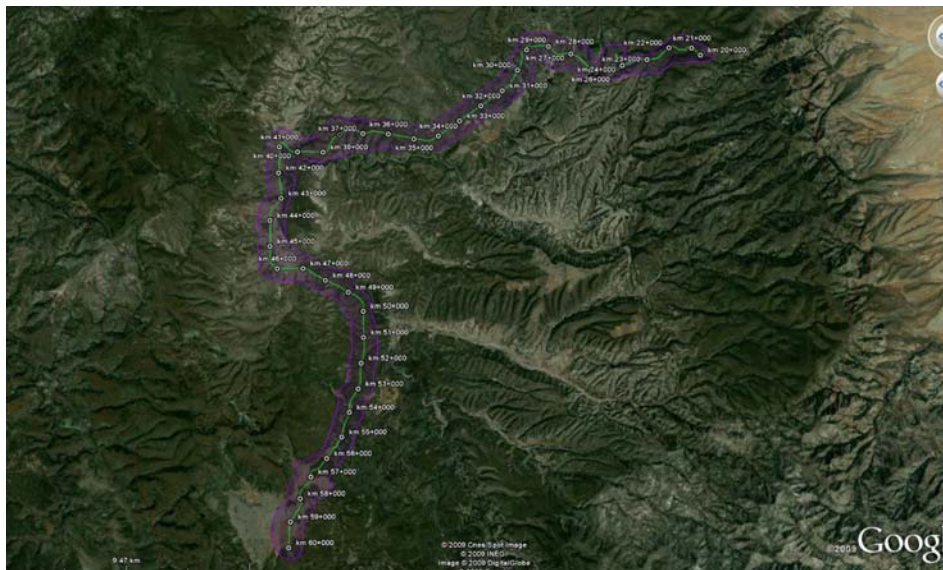 km 29+000
km 28+000
km 22+000
km 21+000
km 20+000
km 27+000
km 23+000
km 24+000
km 26+000
km 30+000
km 31+000
km 32+000
km 33+000
km 37+000
km 36+000
km 34+000
km 41+000
km 39+000
km 35+000
km 40+000
km 42+000
km 43+000
km 44+000
km 45+000
km 46+000
km 47+000
km 48+000
km 49+000
km 50+000
km 51+000
km 52+000
km 53+000
km 54+000
km 55+000
km 56+000
km 57+000
km 58+000
km 59+000
km 60+000
9.47 km
© 2009 Cnes/Spot Image
© 2009 INEGI
Image © 2009 DigitalGlobe
©2009 Goog